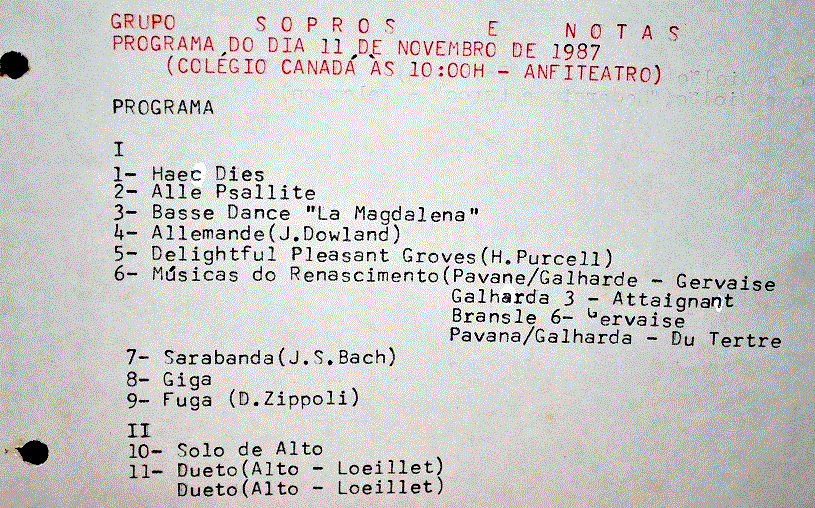 GRUPO S O P R O S E N O T A S
PROGRAMA DO DIA 11 DE NOVEMBRO DE 1987
(COLÉGIO CANADÁ ÀS 10:00H - ANFITEATRO)
PROGRAMA
I
1- Haec Dies
2- Alle Psallite
3- Basse Dance "La Magdalena"
4- Allemande(J.Dowland)
5- Delightful Pleasant Groves(H.Purcell)
6- Músicas do Renascimento(Pavane/Galharde - Gervaise
Galharda 3 - Attaignant
Bransle 6- Gervaise
Pavana/Galharda - Du Tertre
7- Sarabanda(J.S.Bach)
8- Giga
9- Fuga (D.Zippoli)
II
10- Solo de Alto
11- Dueto(Alto - Loeillet)
Dueto(Alto - Loeillet)